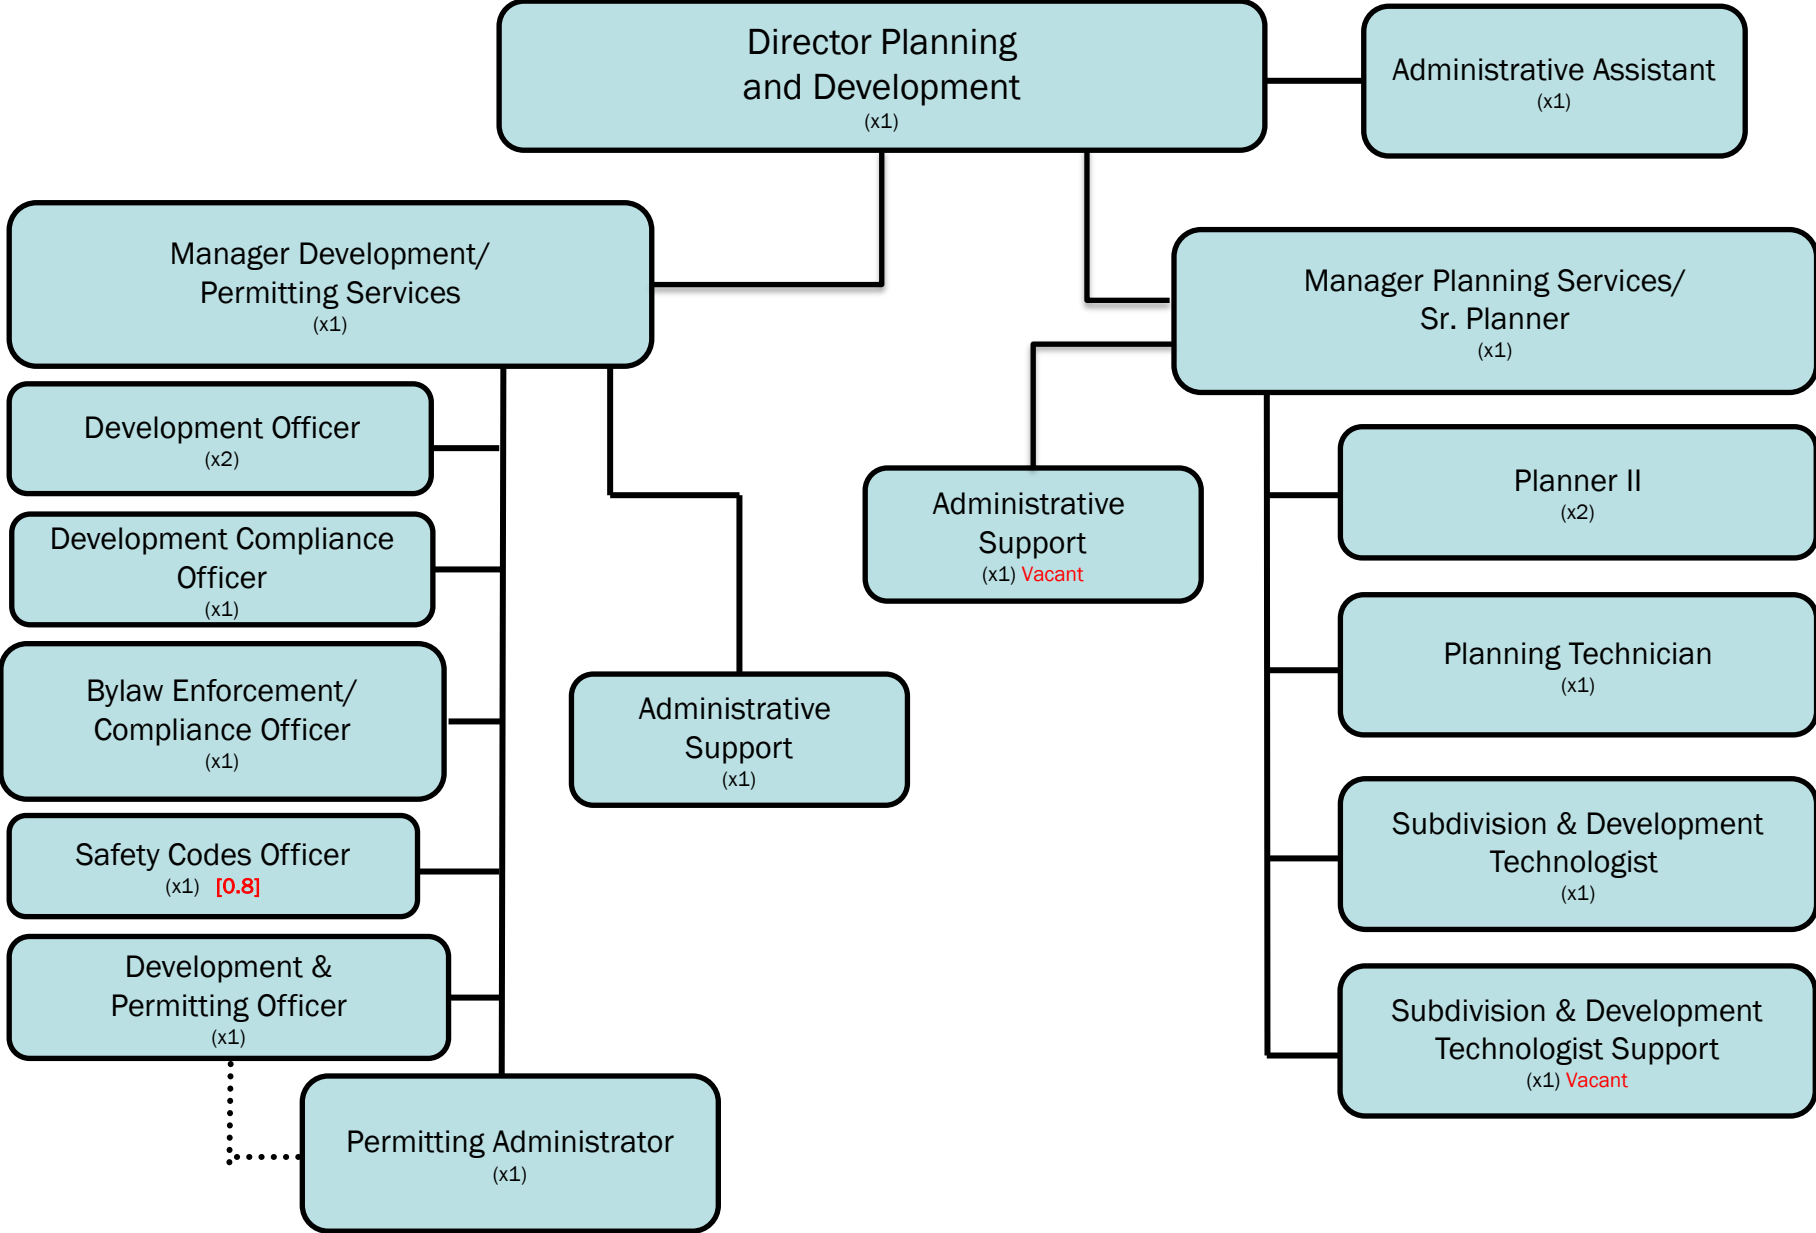 Director Planning
and Development
(x1)
Administrative Assistant
(x1)
Manager Development/
Permitting Services
(x1)
Manager Planning Services/
Sr. Planner
(x1)
Development Officer
(x2)
Development Compliance
Officer
(x1)
Bylaw Enforcement/
Compliance Officer
(x1)
Safety Codes Officer
(x1) [0.8]
Development &
Permitting Officer
(x1)
Permitting Administrator
(x1)
Administrative
Support
(x1)
Administrative
Support
(x1) Vacant
Planner II
(x2)
Planning Technician
(x1)
Subdivision & Development
Technologist
(x1)
Subdivision & Development
Technologist Support
(x1) Vacant